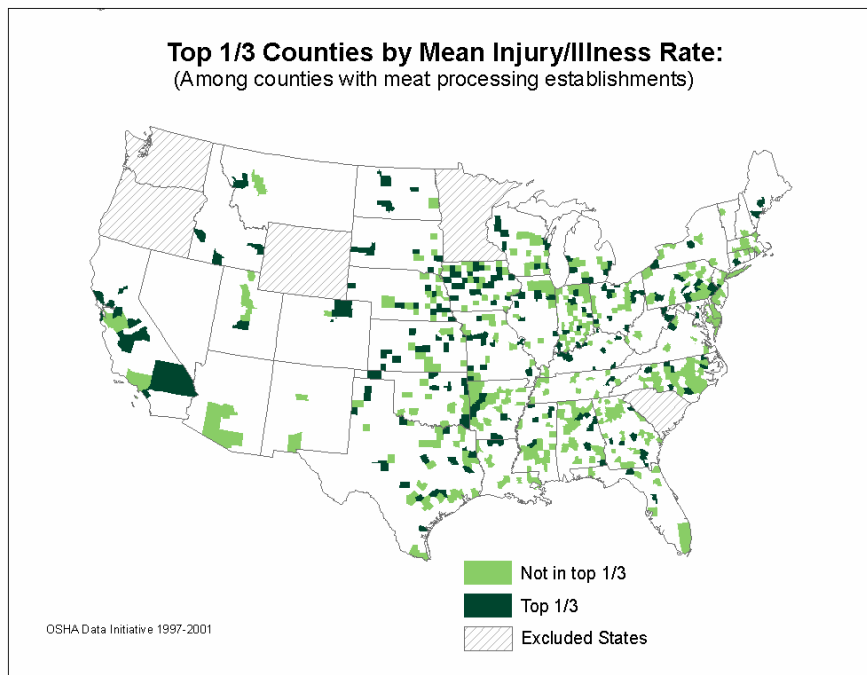 Top 1/3 Counties by Mean Injury/Illness Rate:
(Among counties with meat processing establishments)
Not in top 1/3
Top 1/3
Excluded States
OSHA Data Initiative 1997-2001